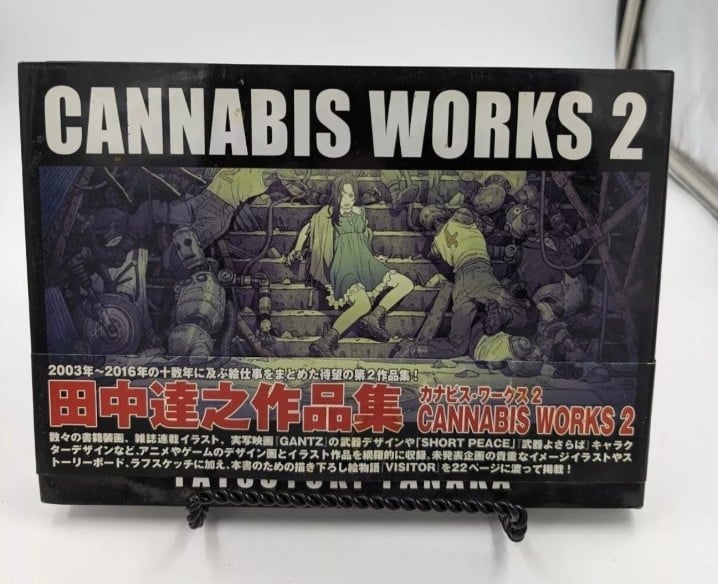 CANNABIS WORKS 2
2003年〜2016年の十数年に及ぶ絵仕事をまとめた待望の第2作品集!
田中達之作品集
カナビス・ワークス2
CANNABIS WORKS 2
数々の書籍装画、雑誌連載イラスト、実写映画「GANTZ」の武器デザインや「SHORT PEACE」「武器よさらば」キャラク
ターデザインなど、アニメやゲームのデザイン画とイラスト作品を網羅的に収録。未発表企画の貴重なイメージイラストやス
トーリーボード、ラフスケッチに加え、本書のための描き下ろし絵物語「VISITOR」を22ページに渡って掲載!
TATSUYUKI TANAKA